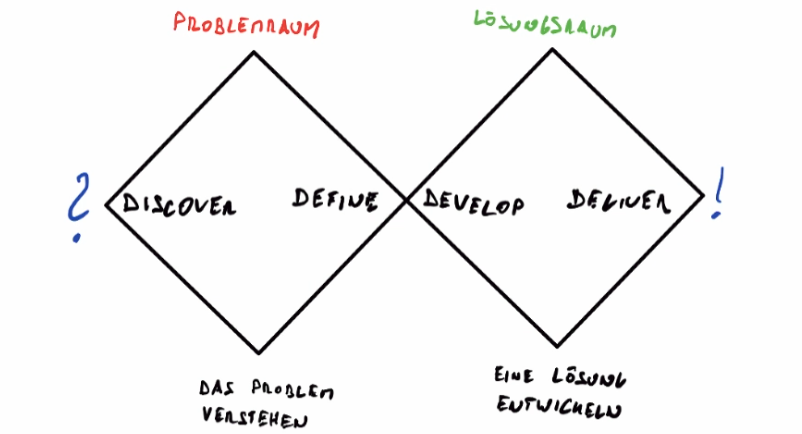 PROBLEMRAUM
LÖSUNGSRAUM
?
DISCOVER
DEFINE
DEVELOP
DELIVER
!
DAS PROBLEM
VERSTEHEN
EINE LÖSUNG
ENTWICKELN